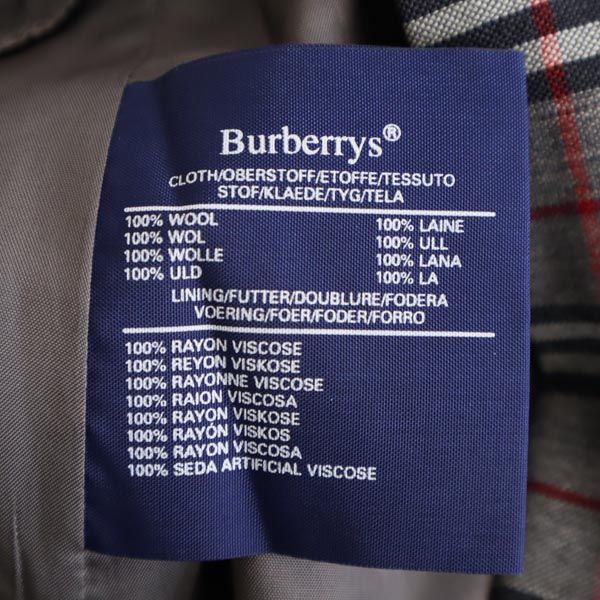 Burberrys®
CLOTH/OBERSTOFF/ETOFFE/TESSUTO
STOF/KLAEDE/TYG/TELA
100% WOOL 100% LAINE
100% WOL 100% ULL
100% WOLLE 100% LANA
100% ULD 100% LA
LINING/FUTTER/DOUBLURE/FODERA
VOERING/FOER/FODER/FORRO
100% RAYON VISCOSE
100% REYON VISKOSE
100% RAYONNE VISCOSE
100% RAION VISCOSA
100% RAYON VISKOSE
100% RAYÓN VISKOS
100% RAYON VISCOSA
100% SEDA ARTIFICIAL VISCOSE